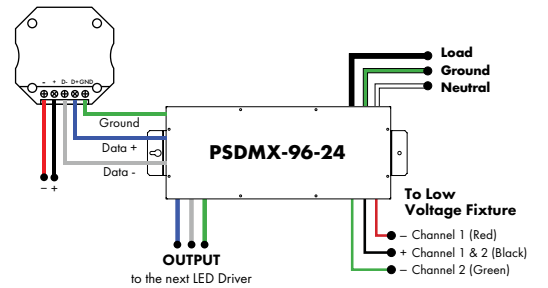 - + D- D+ GND
Ground
Data +
Data -
- +
PSDMX-96-24
Load
Ground
Neutral
To Low
Voltage Fixture
– Channel 1 (Red)
+ Channel 1 & 2 (Black)
– Channel 2 (Green)
OUTPUT
to the next LED Driver